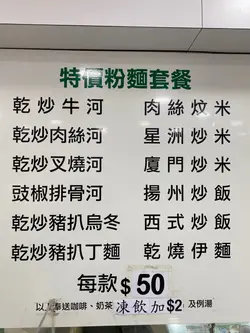 特價粉麵套餐
乾炒牛河 肉絲炆米
乾炒肉絲河 星洲炒米
乾炒叉燒河 廈門炒米
豉椒排骨河 揚州炒飯
乾炒豬扒烏冬 西式炒飯
乾炒豬扒丁麵 乾燒伊麵
每款$50
以上奉送咖啡、奶茶 凍飲加$2 及例湯